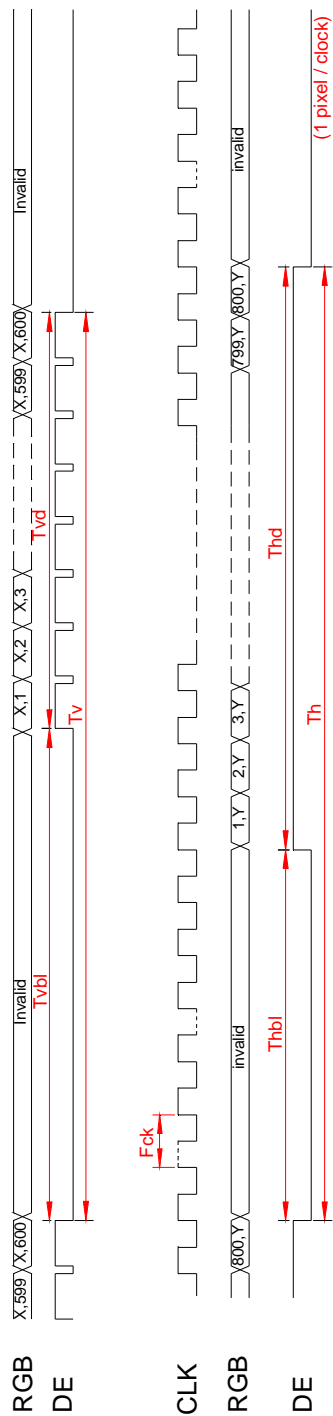 RGB X,599 X,600 Invalid X,1 X,2 X,3 X,599 X,600 Invalid
DE
Tvbl Tvd
Tv
Fck
CLK
RGB 800,Y invalid 1,Y 2,Y 3,Y 799,Y 800,Y invalid
Thbl Thd
DE
Th
(1 pixel / clock)